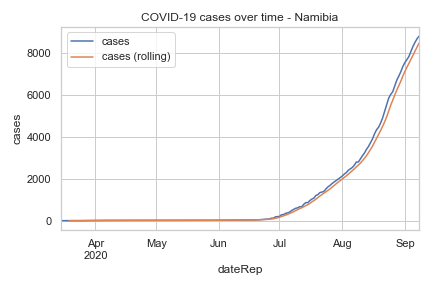 COVID-19 cases over time - Namibia
cases
cases (rolling)
8000
6000
4000
2000
0
cases
Apr
2020
May
Jun
Jul
Aug
Sep
dateRep